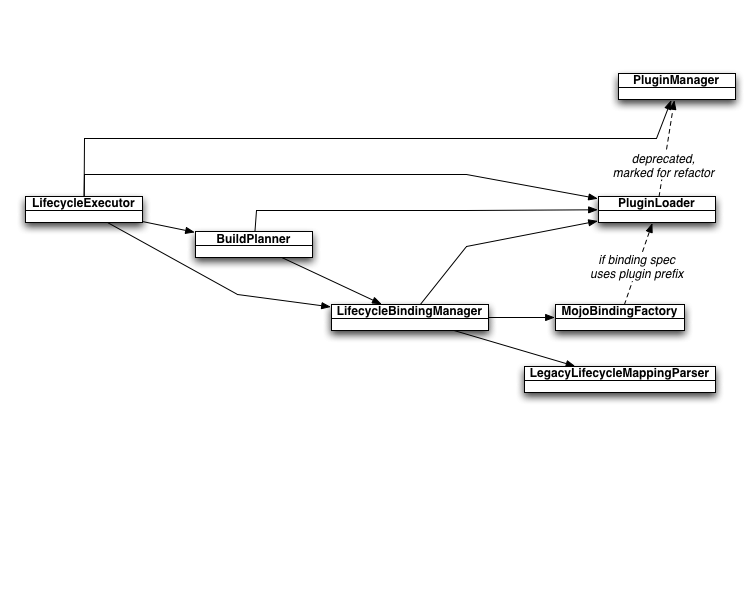 PluginManager
deprecated,
marked for refactor
LifecycleExecutor
PluginLoader
BuildPlanner
if binding spec
uses plugin prefix
LifecycleBindingManager
MojoBindingFactory
LegacyLifecycleMappingParser